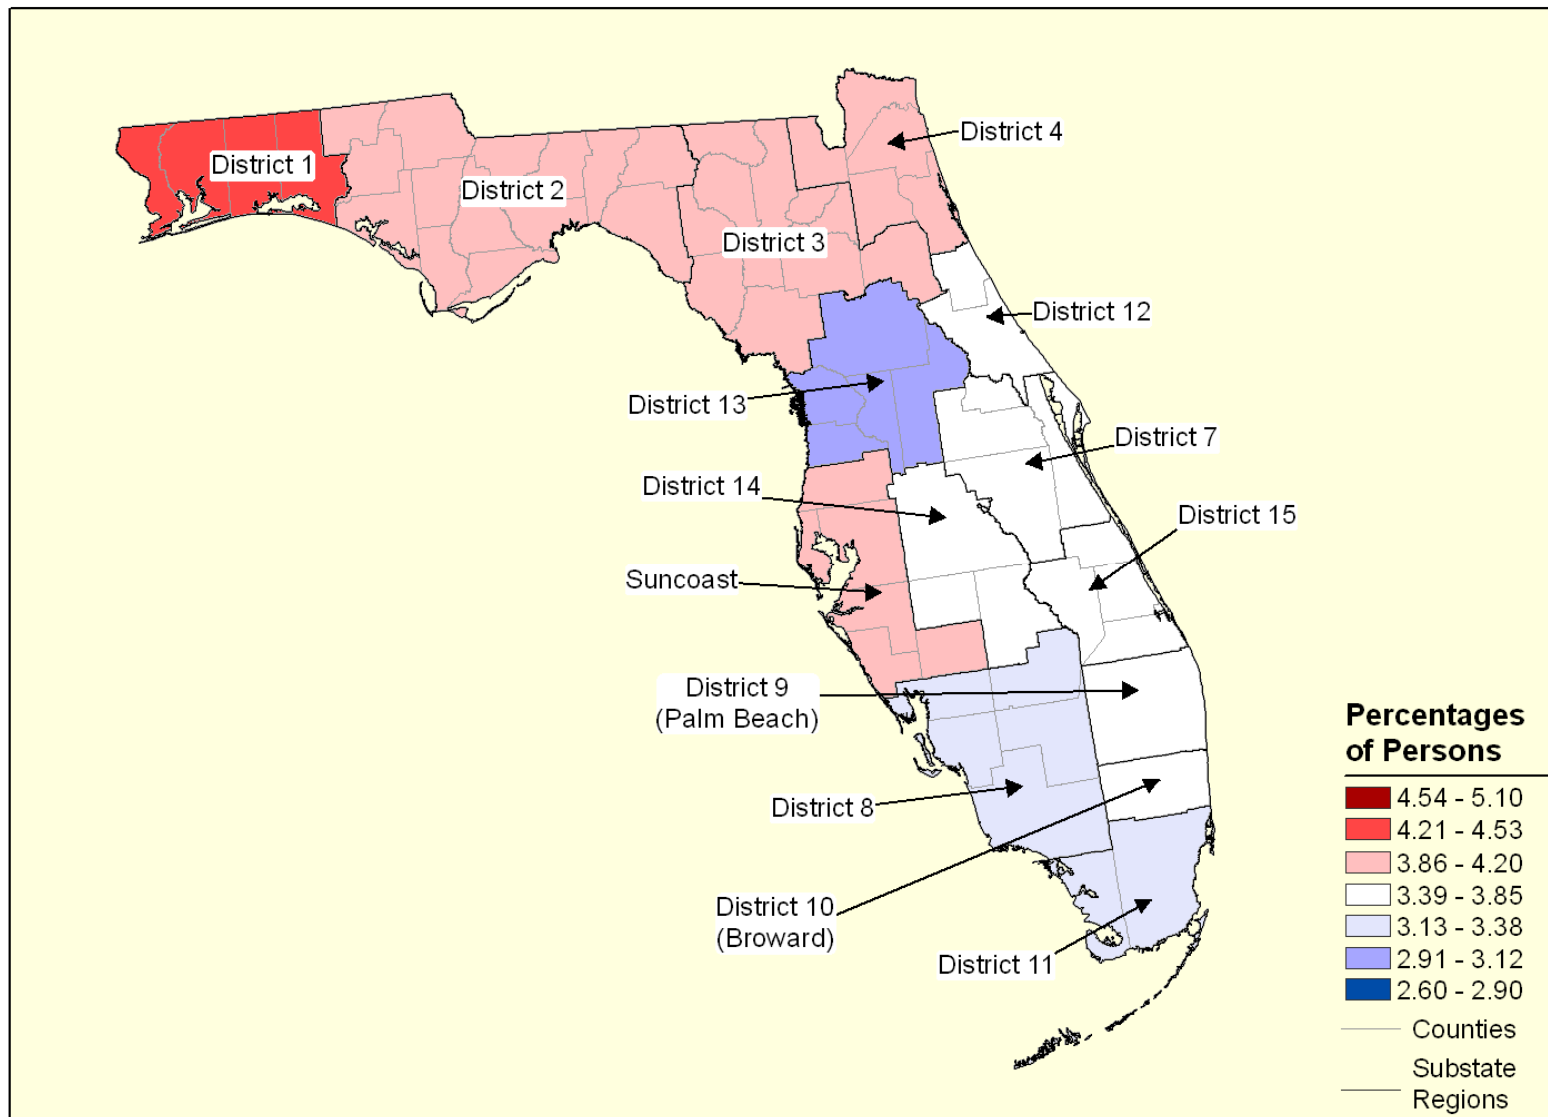 District 4
District 1
District 2
District 3
District 12
District 13
District 7
District 14
District 15
Suncoast
District 9
(Palm Beach)
District 8
District 10
(Broward)
District 11
Percentages
of Persons
4.54 - 5.10
4.21 - 4.53
3.86 - 4.20
3.39 - 3.85
3.13 - 3.38
2.91 - 3.12
2.60 - 2.90
Counties
Substate
Regions